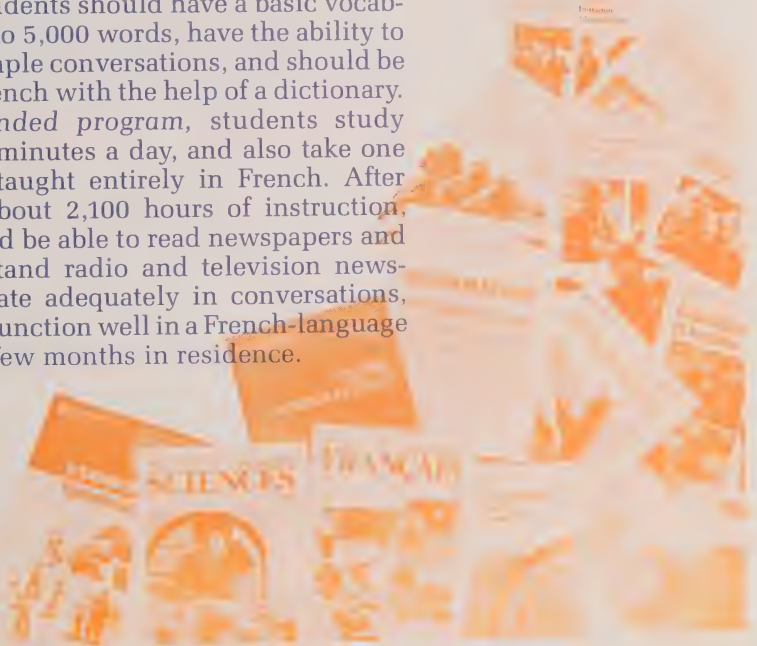 dents should have a basic vocab-
o 5,000 words, have the ability to
ple conversations, and should be
ench with the help of a dictionary.
nded program, students study
minutes a day, and also take one
taught entirely in French. After
bout 2,100 hours of instruction,
d be able to read newspapers and
tand radio and television news-
ate adequately in conversations,
unction well in a French-language
ew months in residence.
SCIENCES
FRANÇAIS